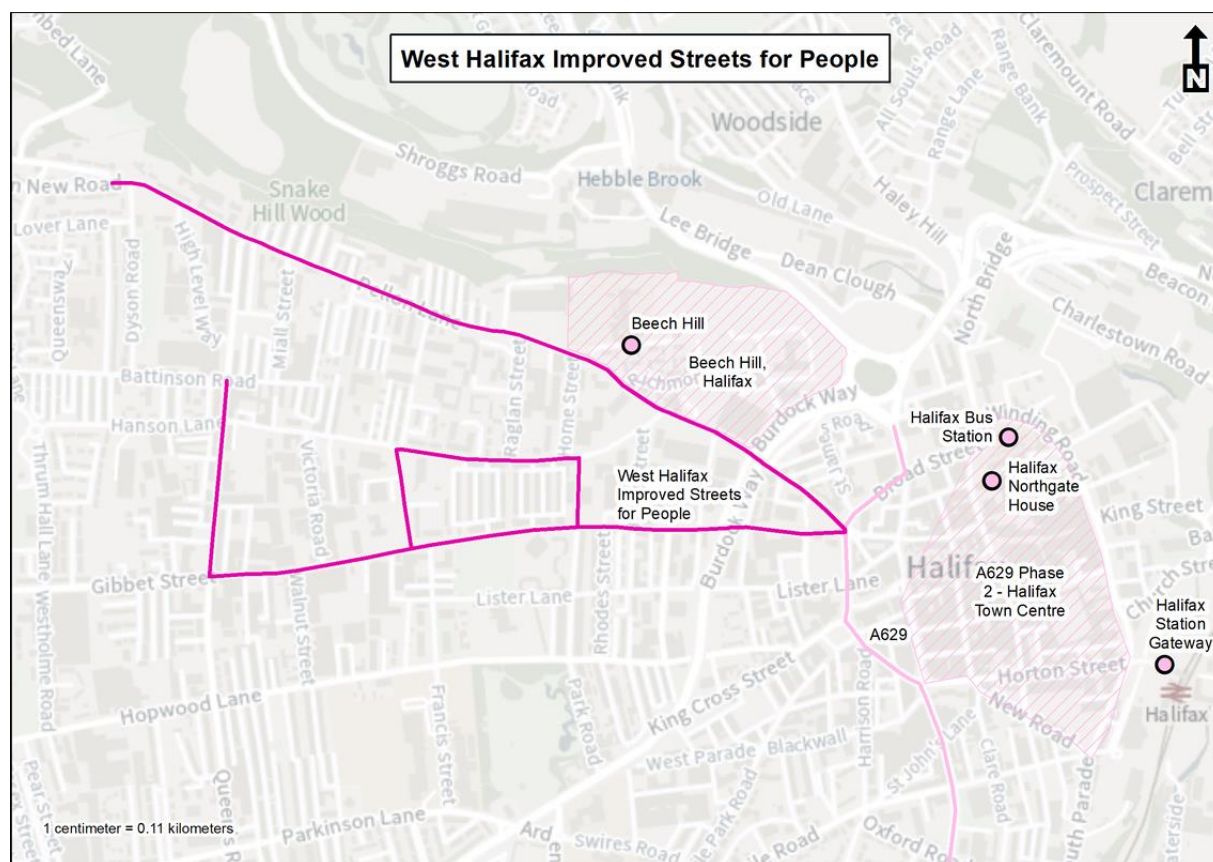 West Halifax Improved Streets for People
N
Claremount Road
All Souls' Road
Range Lane
Range Bank
Woodside
Shroggs Road
Hebble Brook
Old Lane
Haley Hill
Prospect Street
Snake
Hill Wood
New Road
Lover Lane
Lee Bridge
Dean Clough
North Bridge
Beacon
Charlestown Road
Queensway
Dyson Road
High Level Way
Miall Street
Pellon Lane
Beech Hill
Beech Hill,
Halifax
Raglan Street
Horne Street
Battinson Road
Hanson Lane
Burdock Way
Halifax Bus
Station
Winding Road
Broad Street
Halifax
Northgate
House
King Street
Victoria Road
West Halifax
Improved Streets
for People
Burdock Way
Thrum Hall Lane
Westholme Road
Gibbet Street
Walnut Street
Lister Lane
Rhodes Street
Lister Lane
Halifax
A629 Phase
2 - Halifax
Town Centre
Halifax
Station
Gateway
A629
Horton Street
Halifax
New Road
Hopwood Lane
Francis Street
Park Road
King Cross Street
Harrison Road
West Parade
Blackwall
St John's Lane
Clare Road
Pear Street
Parkinson Lane
Swires Road
Oxford Road
1 centimeter = 0.11 kilometers